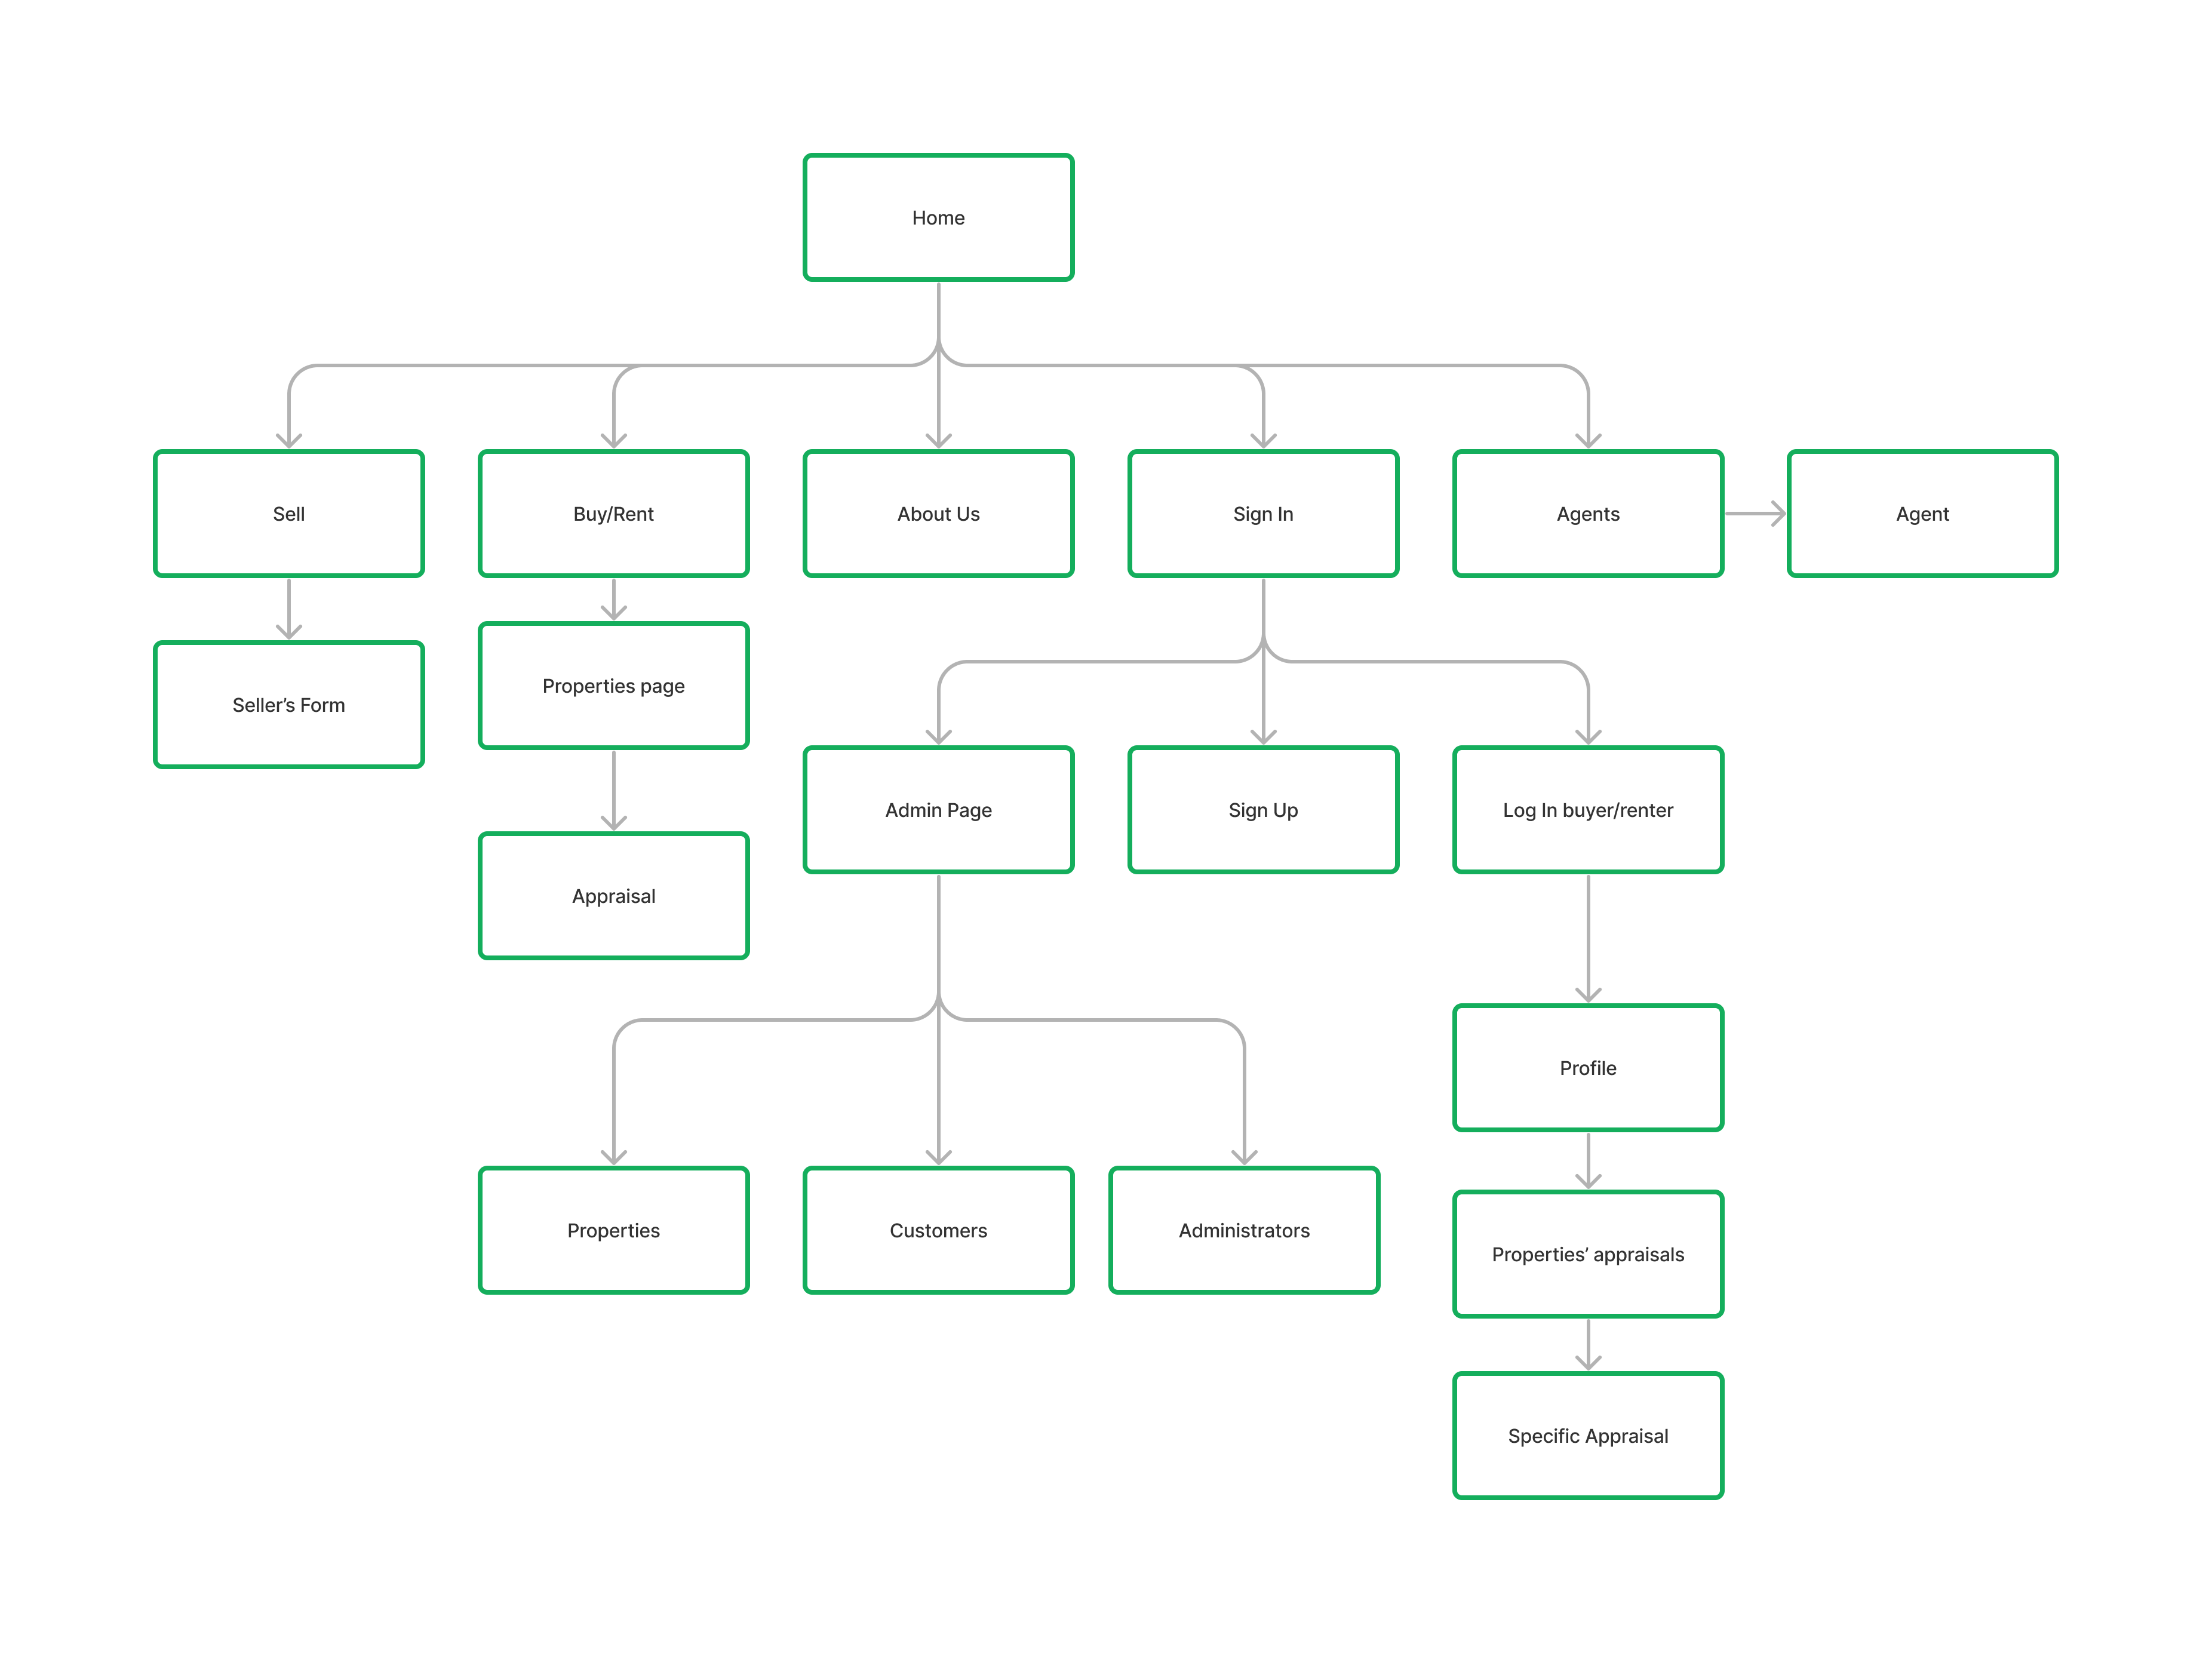 Home
Sell
Buy/Rent
About Us
Sign In
Agents
Agent
Seller’s Form
Properties page
Admin Page
Sign Up
Log In buyer/renter
Appraisal
Profile
Properties
Customers
Administrators
Properties’ appraisals
Specific Appraisal